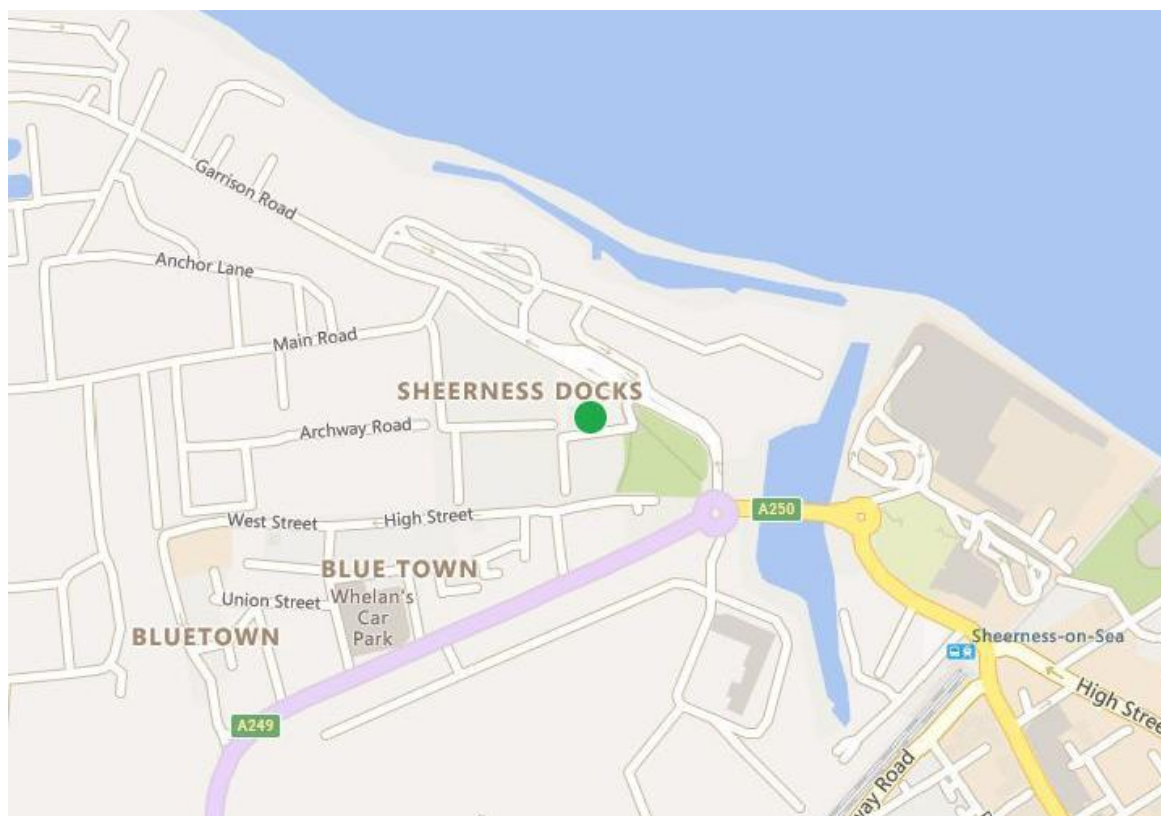 Garrison Road
Anchor Lane
Main Road
SHEERNESS DOCKS
Archway Road
A250
West Street
High Street
BLUE TOWN
Whelan's
Car
Park
Union Street
BLUETOWN
Sheerness-on-Sea
High Stree
A249
way Road